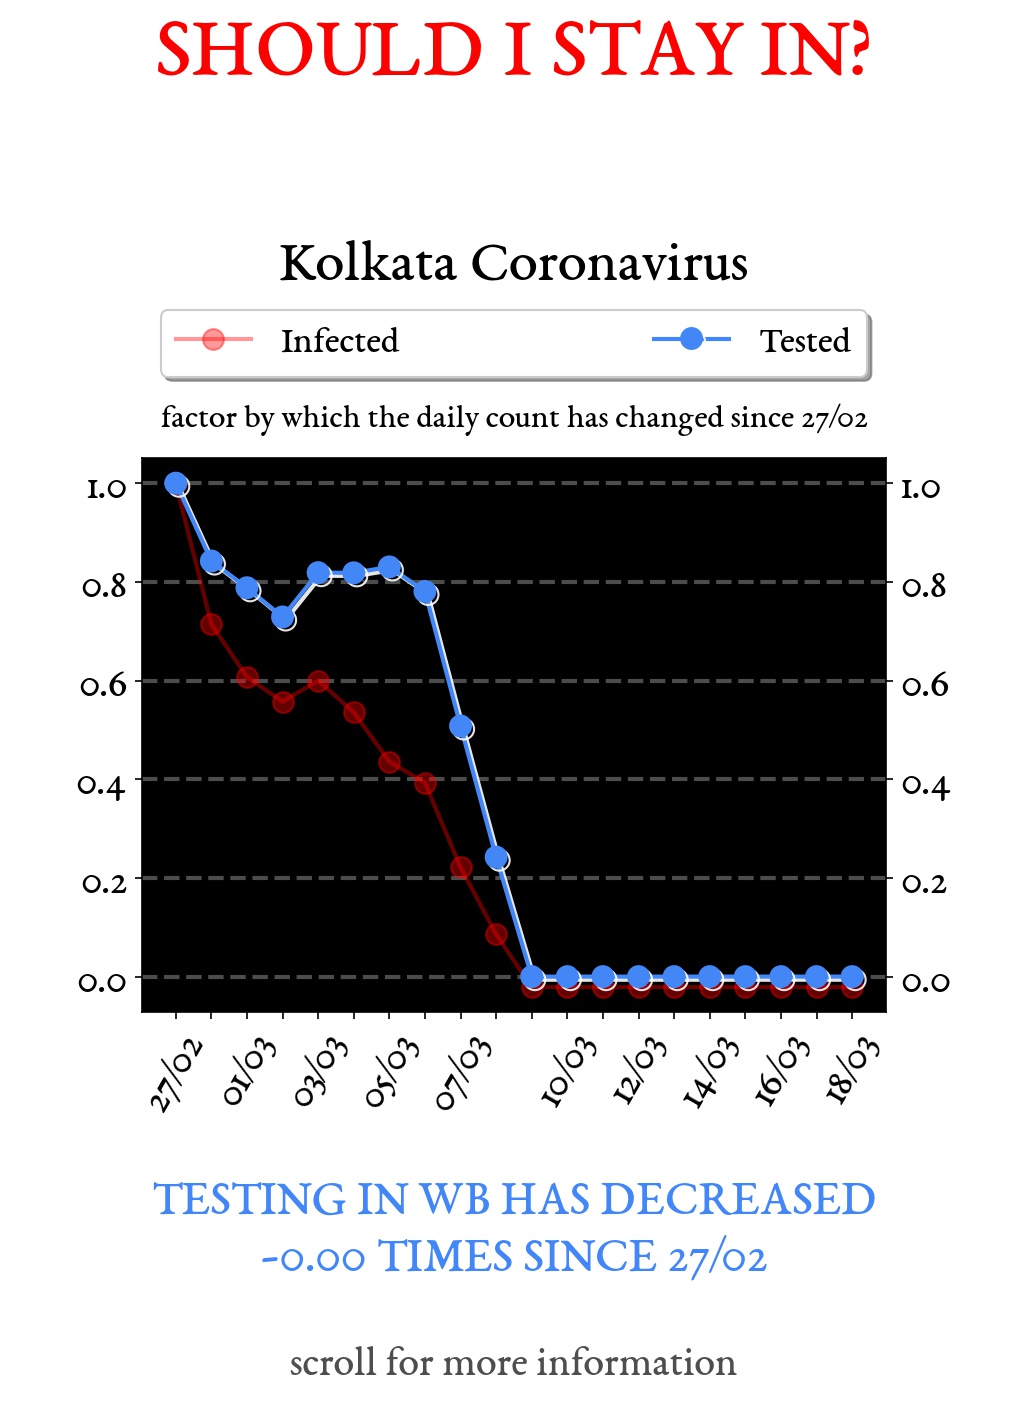 SHOULD I STAY IN?
Kolkata Coronavirus
Infected Tested
factor by which the daily count has changed since 27/02
1.0 1.0
0.8 0.8
0.6 0.6
0.4 0.4
0.2 0.2
0.0 0.0
27/02 01/03 03/03 05/03 07/03 10/03 12/03 14/03 16/03 18/03
TESTING IN WB HAS DECREASED
-0.00 TIMES SINCE 27/02
scroll for more information